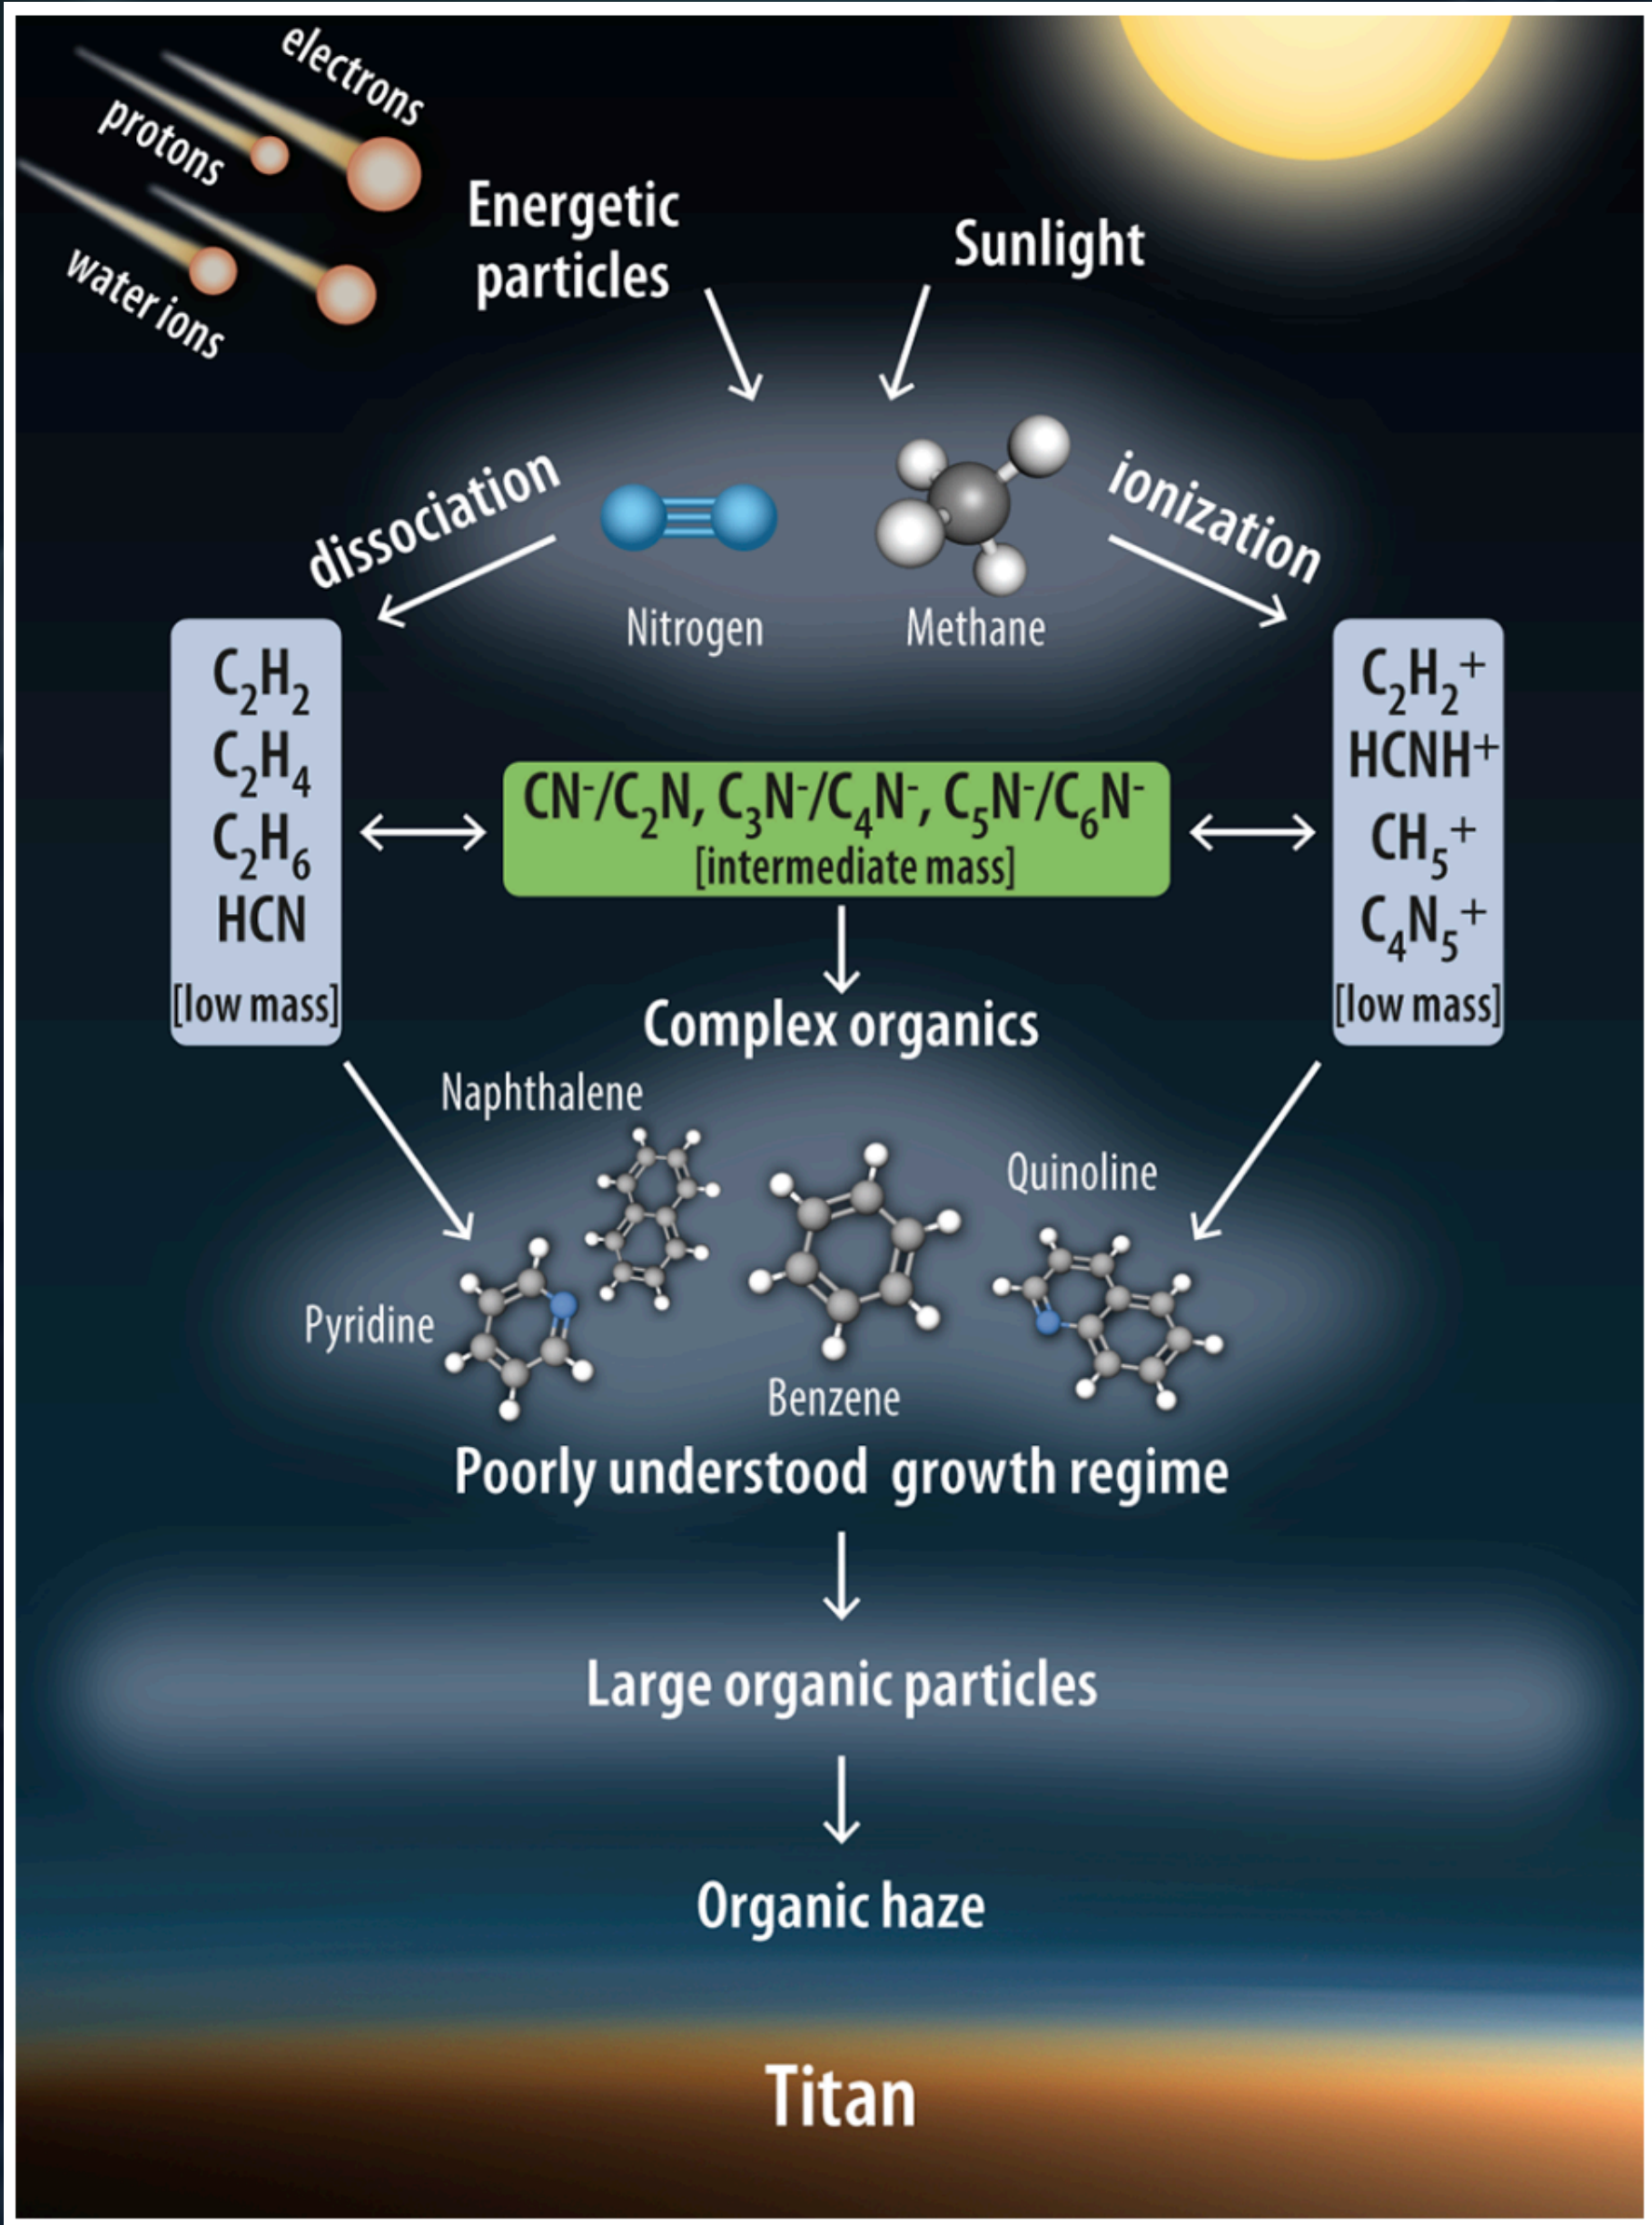 electrons
protons
water ions
Energetic
particles
Sunlight
dissociation
ionization
Nitrogen
Methane
C₂H₂
C₂H₄
C₂H₆
HCN
[low mass]
CN⁻/C₂N, C₃N⁻/C₄N⁻, C₅N⁻/C₆N⁻
[intermediate mass]
C₂H₂⁺
HCNH⁺
CH₅⁺
C₄N₅⁺
[low mass]
Complex organics
Naphthalene
Quinoline
Pyridine
Benzene
Poorly understood growth regime
Large organic particles
Organic haze
Titan